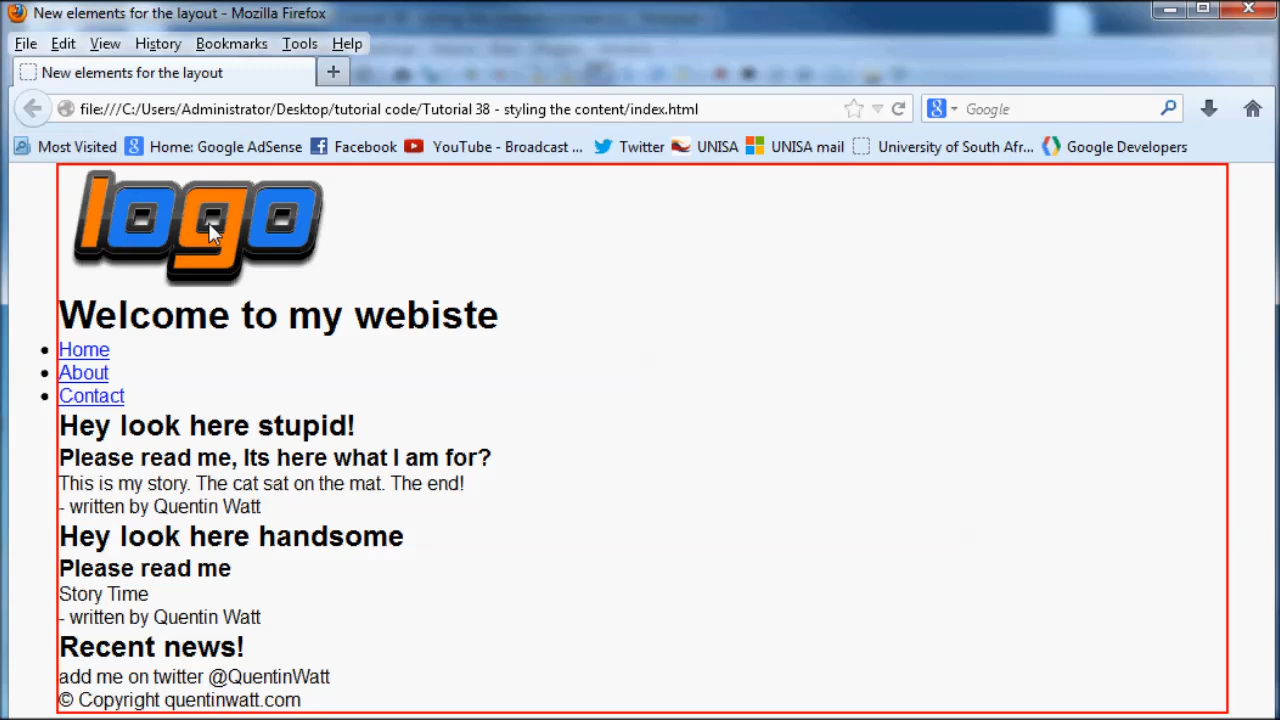 New elements for the layout - Mozilla Firefox
File Edit View History Bookmarks Tools Help
New elements for the layout
file:///C:/Users/Administrator/Desktop/tutorial code/Tutorial 38 - styling the content/index.html Google
Most Visited Home: Google AdSense Facebook YouTube - Broadcast ... Twitter UNISA UNISA mail University of South Afr... Google Developers
logo
Welcome to my webiste
Home
About
Contact
Hey look here stupid!
Please read me, Its here what I am for?
This is my story. The cat sat on the mat. The end!
- written by Quentin Watt
Hey look here handsome
Please read me
Story Time
- written by Quentin Watt
Recent news!
add me on twitter @QuentinWatt
© Copyright quentinwatt.com